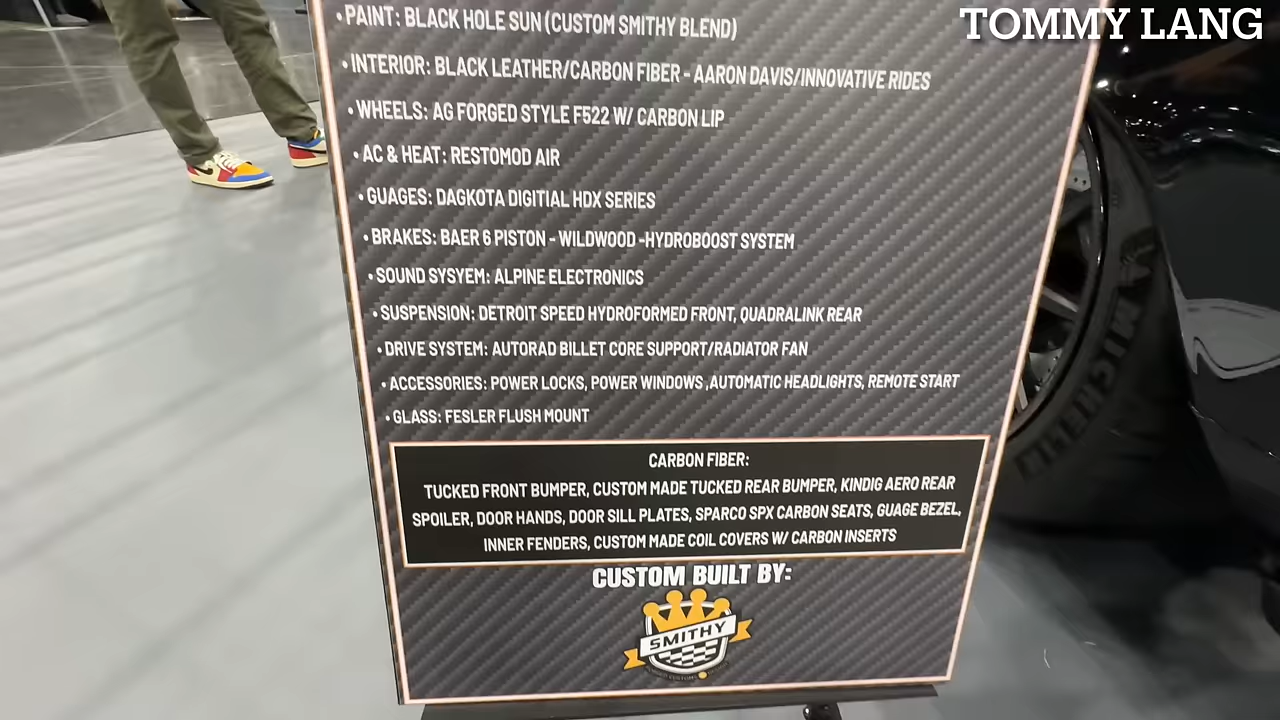 TOMMY LANG
• PAINT: BLACK HOLE SUN (CUSTOM SMITHY BLEND)
• INTERIOR: BLACK LEATHER/CARBON FIBER - AARON DAVIS/INNOVATIVE RIDES
• WHEELS: AG FORGED STYLE F522 W/ CARBON LIP
• AC & HEAT: RESTOMOD AIR
• GUAGES: DAGKOTA DIGITIAL HDX SERIES
• BRAKES: BAER 6 PISTON - WILDWOOD -HYDROBOOST SYSTEM
• SOUND SYSYEM: ALPINE ELECTRONICS
• SUSPENSION: DETROIT SPEED HYDROFORMED FRONT, QUADRALINK REAR
• DRIVE SYSTEM: AUTORAD BILLET CORE SUPPORT/RADIATOR FAN
• ACCESSORIES: POWER LOCKS, POWER WINDOWS ,AUTOMATIC HEADLIGHTS, REMOTE START
• GLASS: FESLER FLUSH MOUNT
CARBON FIBER:
TUCKED FRONT BUMPER, CUSTOM MADE TUCKED REAR BUMPER, KINDIG AERO REAR
SPOILER, DOOR HANDS, DOOR SILL PLATES, SPARCO SPX CARBON SEATS, GUAGE BEZEL,
INNER FENDERS, CUSTOM MADE COIL COVERS W/ CARBON INSERTS
CUSTOM BUILT BY:
SMITHY